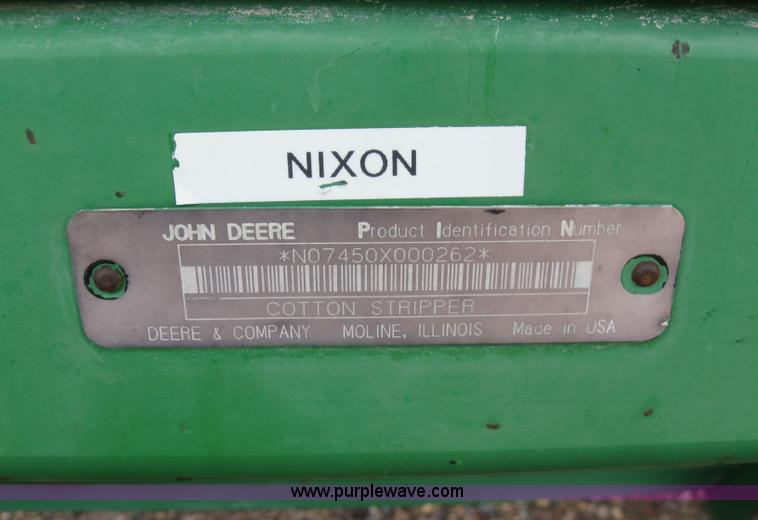 NIXON
JOHN DEERE Product Identification Number
*N07450X000262*
COTTON STRIPPER
DEERE & COMPANY MOLINE, ILLINOIS Made in USA
www.purplewave.com